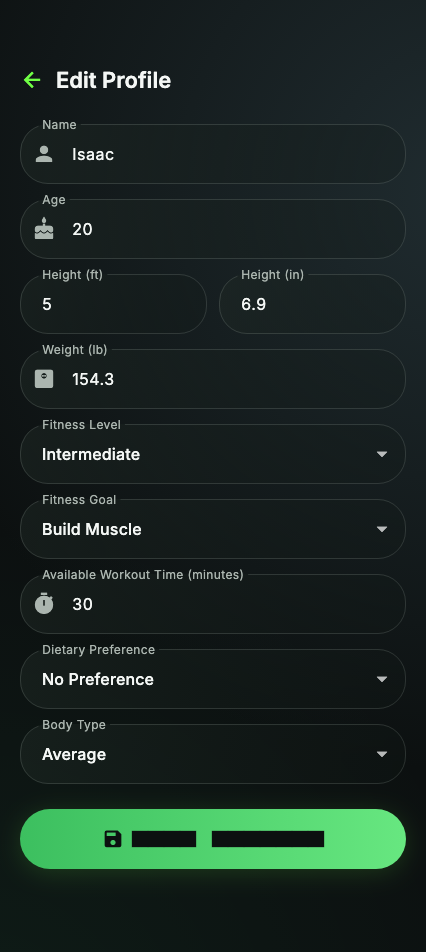 Edit Profile
Name
Isaac
Age
20
Height (ft) Height (in)
5 6.9
Weight (lb)
154.3
Fitness Level
Intermediate
Fitness Goal
Build Muscle
Available Workout Time (minutes)
30
Dietary Preference
No Preference
Body Type
Average